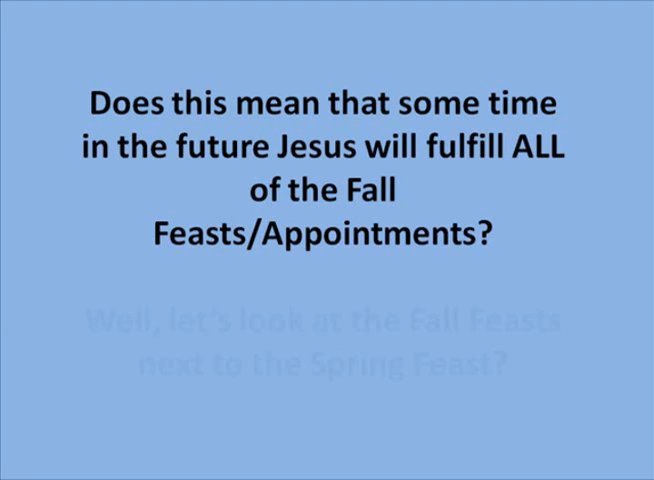 Does this mean that some time
in the future Jesus will fulfill ALL
of the Fall
Feasts/Appointments?
Well, let's look at the Fall Feasts
next to the Spring Feast?